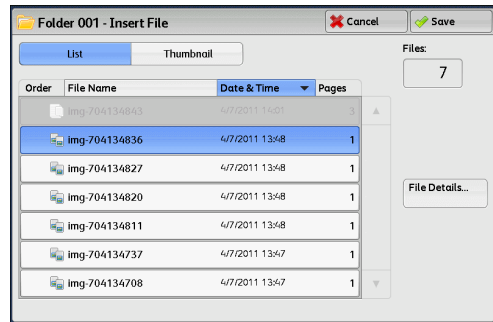 Folder 001 - Insert File Cancel Save
List Thumbnail Files:
7
Order File Name Date & Time Pages
img-704134843 4/7/2011 14:01 3
img-704134836 4/7/2011 13:48 1
img-704134827 4/7/2011 13:48 1
img-704134820 4/7/2011 13:48 1
File Details...
img-704134811 4/7/2011 13:48 1
img-704134737 4/7/2011 13:47 1
img-704134708 4/7/2011 13:47 1